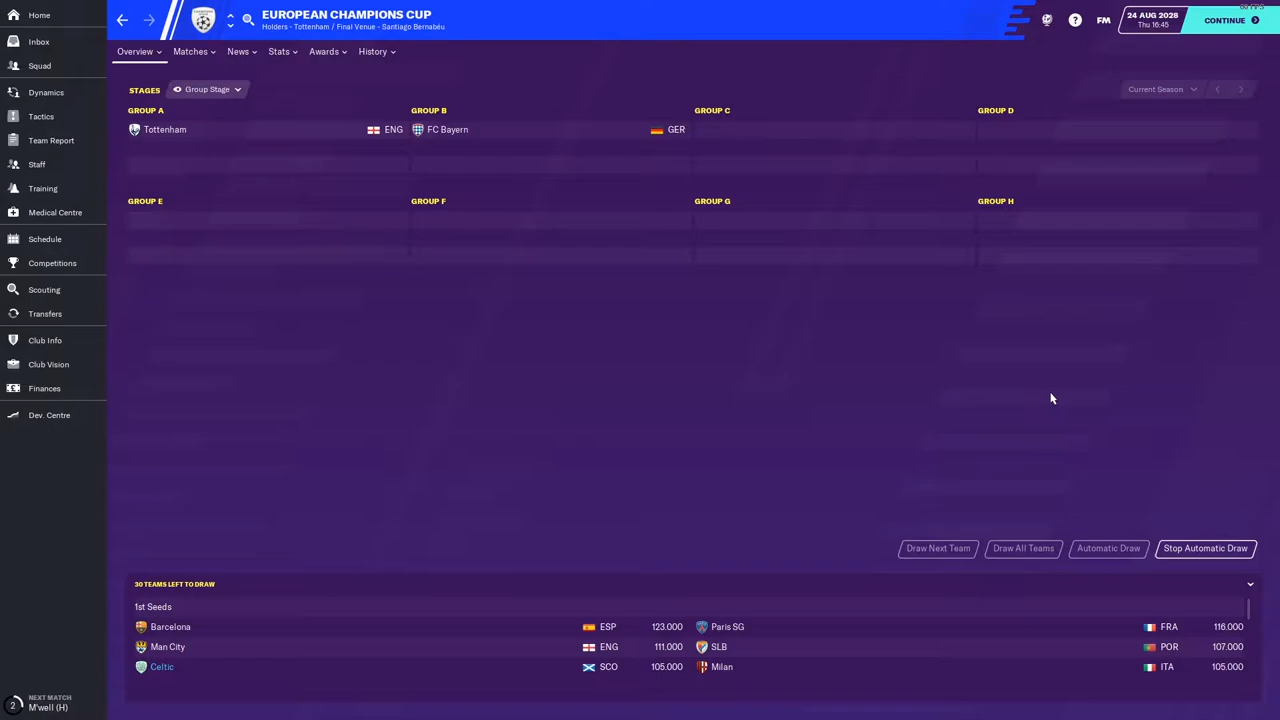 Home
EUROPEAN CHAMPIONS CUP
Holders - Tottenham / Final Venue - Santiago Bernabéu
FM
24 AUG 2028
Thu 16:45
60 FPS
CONTINUE
Inbox
Squad
Dynamics
Tactics
Team Report
Staff
Training
Medical Centre
Schedule
Competitions
Scouting
Transfers
Club Info
Club Vision
Finances
Dev. Centre
2
NEXT MATCH
M'well (H)
Overview
Matches
News
Stats
Awards
History
STAGES
Group Stage
Current Season
GROUP A
GROUP B
GROUP C
GROUP D
Tottenham ENG
FC Bayern GER
GROUP E
GROUP F
GROUP G
GROUP H
Draw Next Team
Draw All Teams
Automatic Draw
Stop Automatic Draw
30 TEAMS LEFT TO DRAW
1st Seeds
Barcelona ESP 123.000 Paris SG FRA 116.000
Man City ENG 111.000 SLB POR 107.000
Celtic SCO 105.000 Milan ITA 105.000